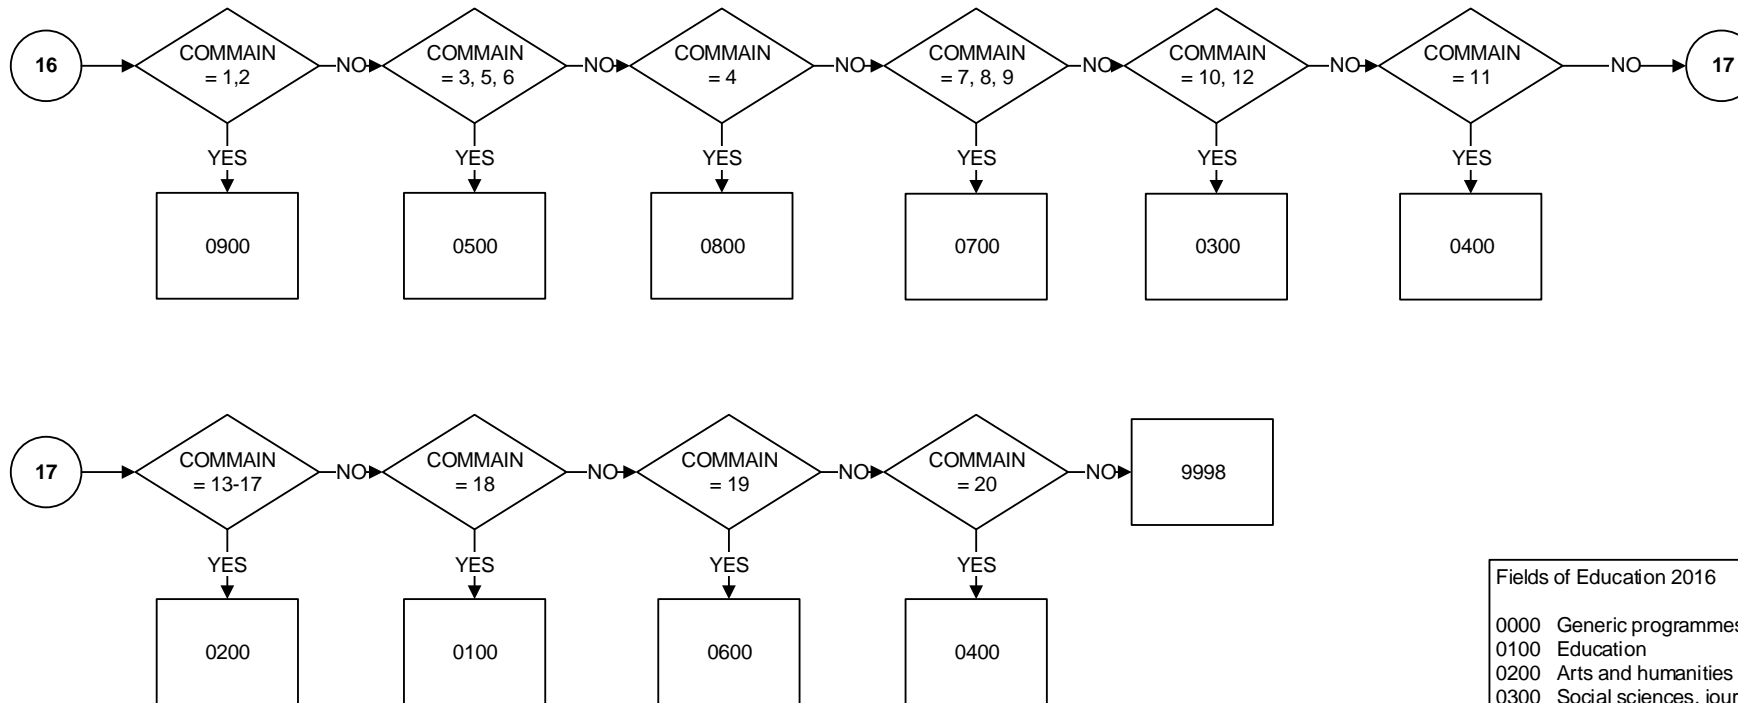 16
COMMAIN
= 1,2
NO
COMMAIN
= 3, 5, 6
NO
COMMAIN
= 4
NO
COMMAIN
= 7, 8, 9
NO
COMMAIN
= 10, 12
NO
COMMAIN
= 11
NO
17
YES
YES
YES
YES
YES
YES
0900
0500
0800
0700
0300
0400
17
COMMAIN
= 13-17
NO
COMMAIN
= 18
NO
COMMAIN
= 19
NO
COMMAIN
= 20
NO
9998
YES
YES
YES
YES
0200
0100
0600
0400
Fields of Education 2016
0000 Generic programmes
0100 Education
0200 Arts and humanities
0300 Social sciences, jour